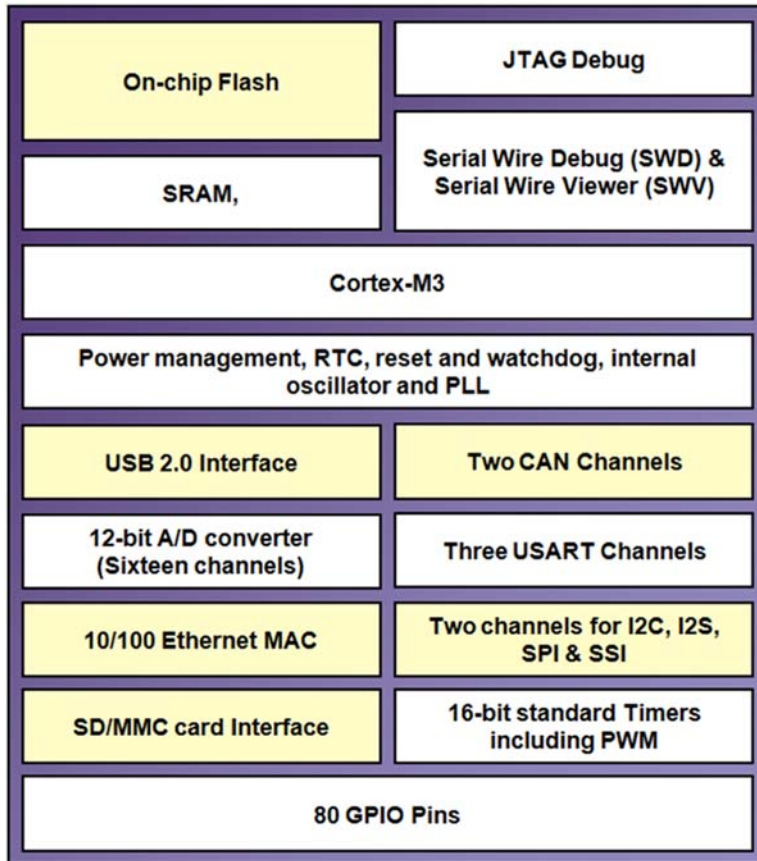 On-chip Flash
JTAG Debug
Serial Wire Debug (SWD) &
Serial Wire Viewer (SWV)
SRAM,
Cortex-M3
Power management, RTC, reset and watchdog, internal
oscillator and PLL
USB 2.0 Interface
Two CAN Channels
12-bit A/D converter
(Sixteen channels)
Three USART Channels
10/100 Ethernet MAC
Two channels for I2C, I2S,
SPI & SSI
SD/MMC card Interface
16-bit standard Timers
including PWM
80 GPIO Pins